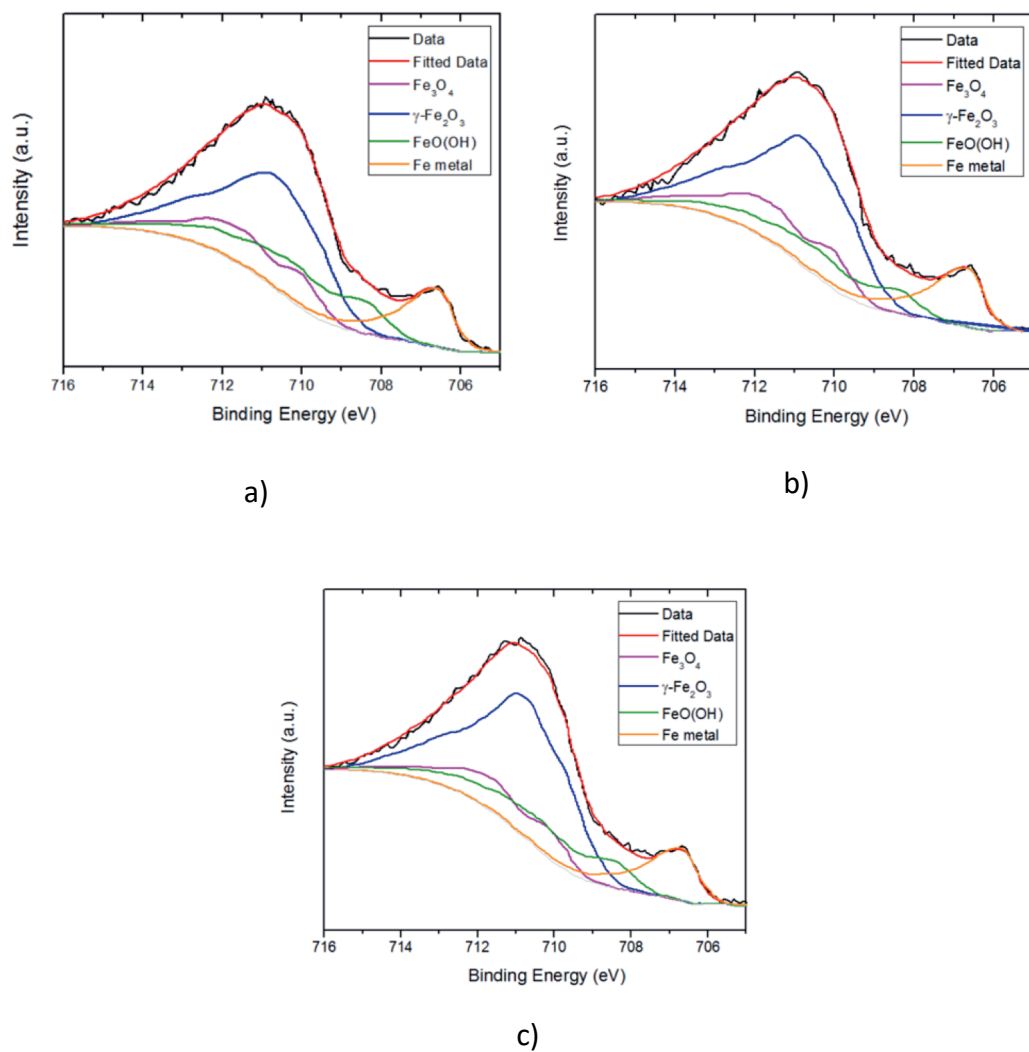 Data
Fitted Data
Fe₃O₄
γ-Fe₂O₃
FeO(OH)
Fe metal
Intensity (a.u.)
716 714 712 710 708 706
Binding Energy (eV)
a)
Data
Fitted Data
Fe₃O₄
γ-Fe₂O₃
FeO(OH)
Fe metal
Intensity (a.u.)
716 714 712 710 708 706
Binding Energy (eV)
b)
Data
Fitted Data
Fe₃O₄
γ-Fe₂O₃
FeO(OH)
Fe metal
Intensity (a.u.)
716 714 712 710 708 706
Binding Energy (eV)
c)